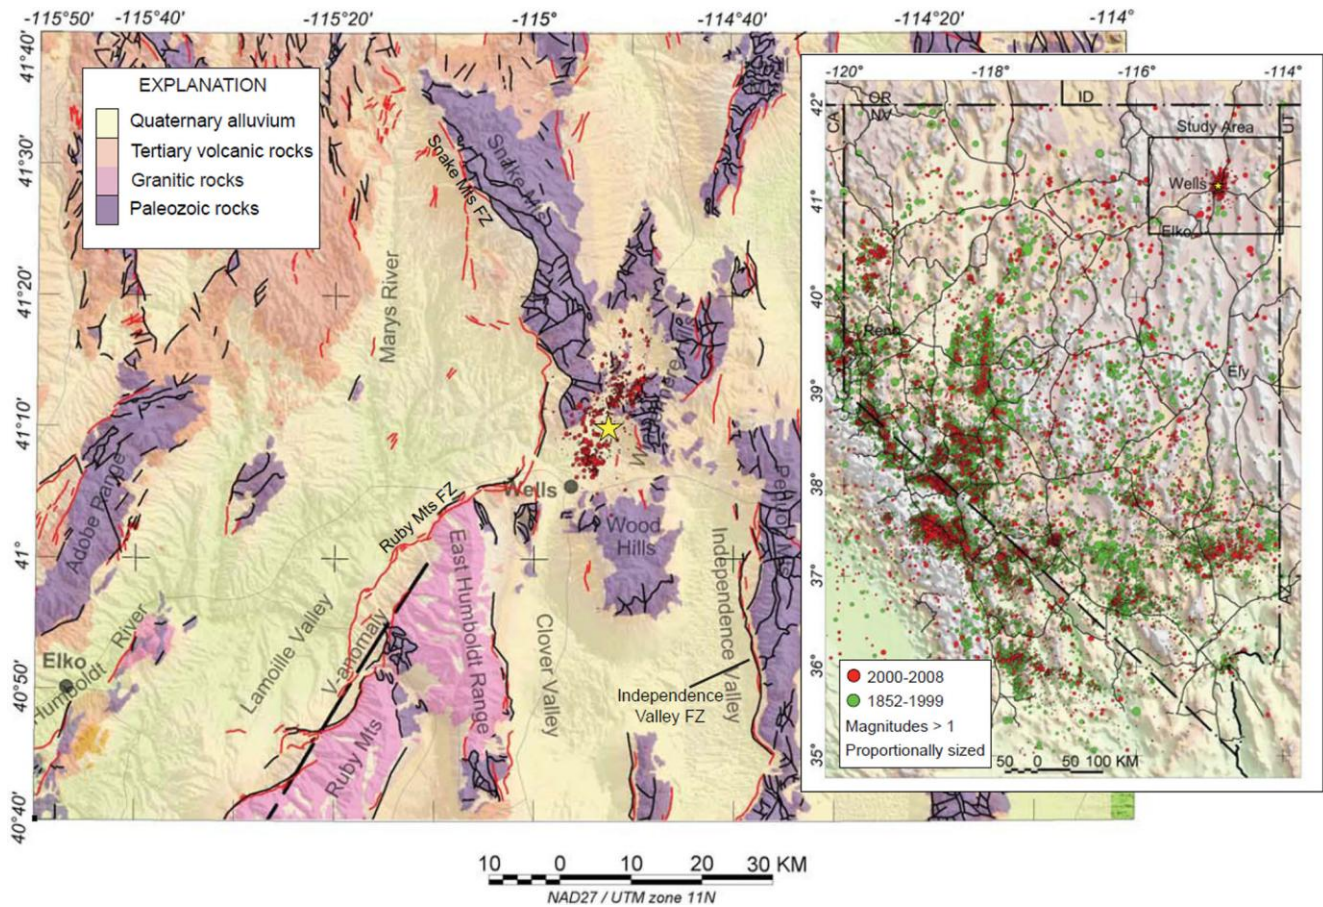 -115°50'
-115°40'
-115°20'
-115°
-114°40'
-114°20'
-114°
41°40'
41°30'
41°20'
41°10'
41°
40°50'
40°40'
EXPLANATION
Quaternary alluvium
Tertiary volcanic rocks
Granitic rocks
Paleozoic rocks
Snake Mts FZ
Snake Mts
Marys River
Adobe Range
Ruby Mts FZ
Wells
Wood
Hills
East Humboldt Range
Clover Valley
Independence Valley
Independence
Valley FZ
Lamoille Valley
V-anomaly
Ruby Mts
Elko
Humboldt River
-120°
-118°
-116°
-114°
42°
41°
40°
39°
38°
37°
36°
35°
OR
ID
CA
NV
UT
AZ
Study Area
Wells
Elko
Reno
Ely
2000-2008
1852-1999
Magnitudes > 1
Proportionally sized
50 0 50 100 KM
10 0 10 20 30 KM
NAD27 / UTM zone 11N